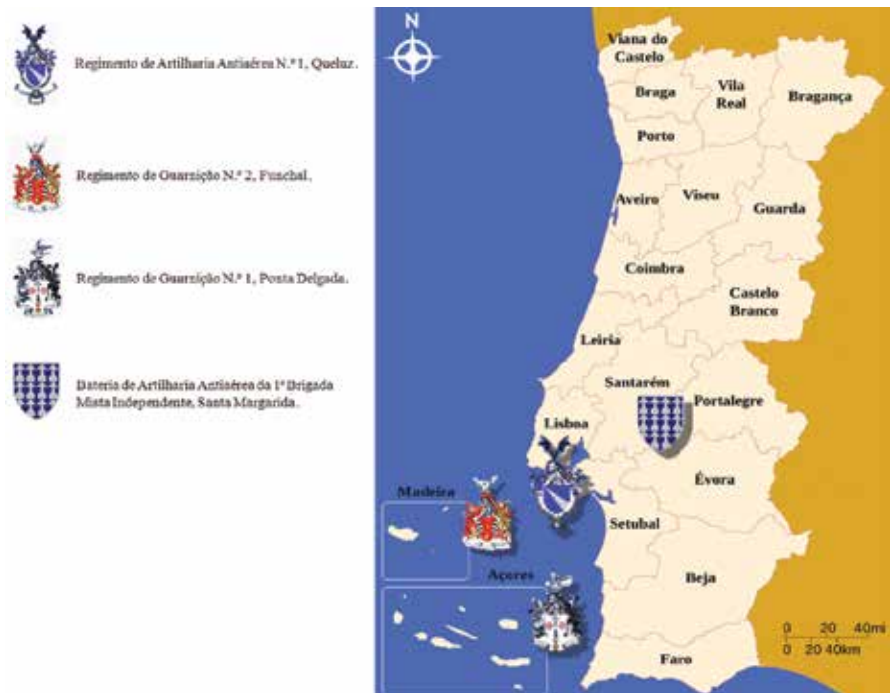 Regimento de Artilharia Antiaérea N.º 1, Queluz.
Regimento de Guarnição N.º 2, Funchal.
Regimento de Guarnição N.º 1, Ponta Delgada.
Bateria de Artilharia Antiaérea da 1ª Brigada
Mista Independente, Santa Margarida.
N
Viana do
Castelo
Braga
Vila
Real
Bragança
Porto
Aveiro
Viseu
Guarda
Coimbra
Castelo
Branco
Leiria
Santarém
Portalegre
Lisboa
Évora
Madeira
Setubal
Açores
Beja
Faro
0 20 40mi
0 20 40km